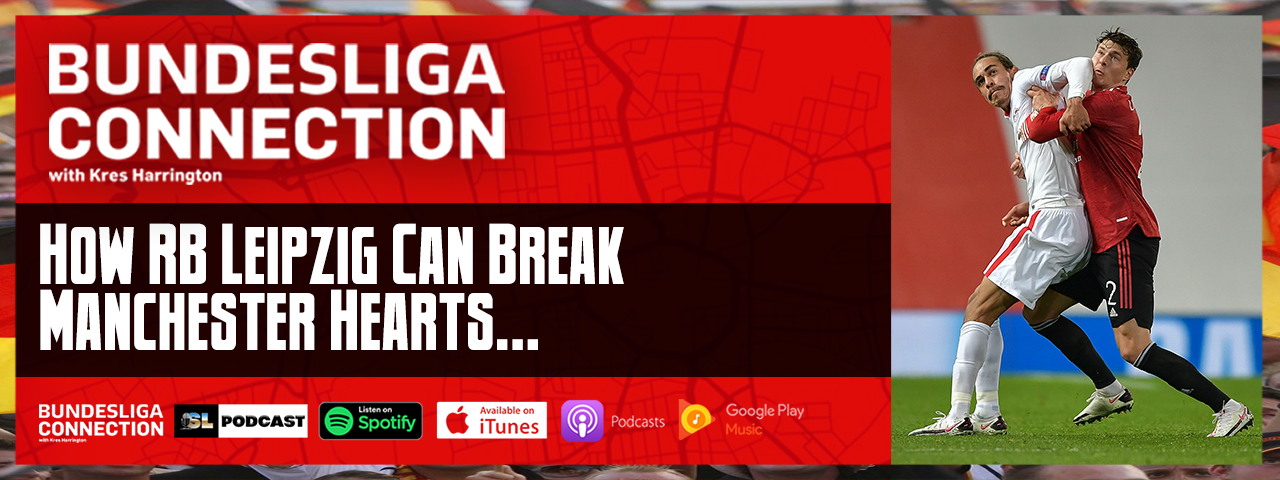 BUNDESLIGA
CONNECTION
with Kres Harrington
HOW RB LEIPZIG CAN BREAK
MANCHESTER HEARTS...
BUNDESLIGA
CONNECTION
with Kres Harrington
SL PODCAST
Listen on
Spotify
Available on
iTunes
Podcasts
Google Play
Music
2